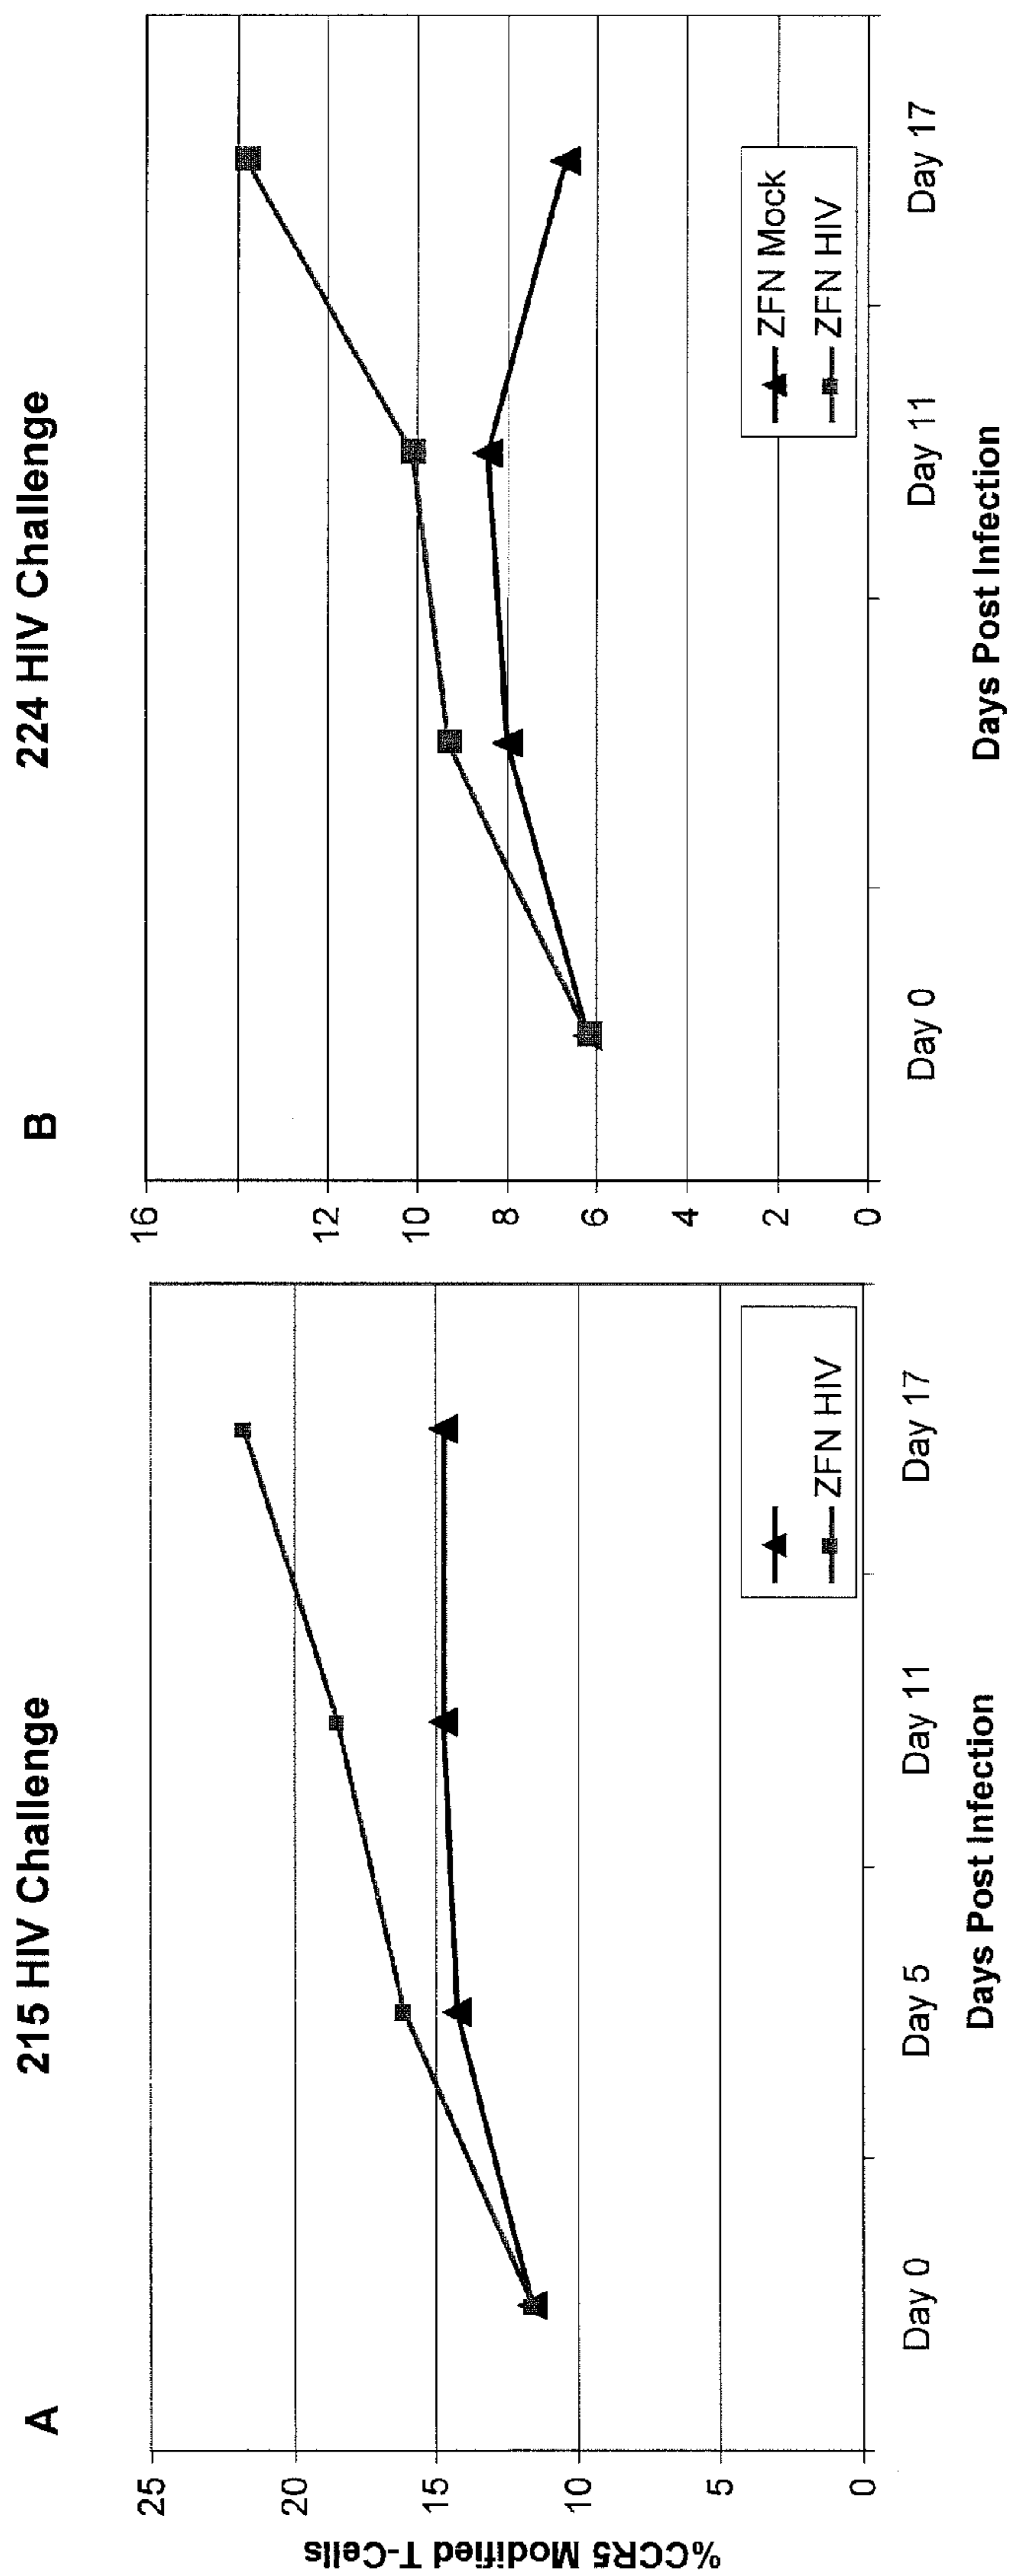 A
215 HIV Challenge
25
20
15
10
5
0
%CCR5 Modified T-Cells
ZFN HIV
Day 0
Day 5
Day 11
Day 17
Days Post Infection
B
224 HIV Challenge
16
12
10
8
6
4
2
0
ZFN Mock
ZFN HIV
Day 0
Day 11
Day 17
Days Post Infection